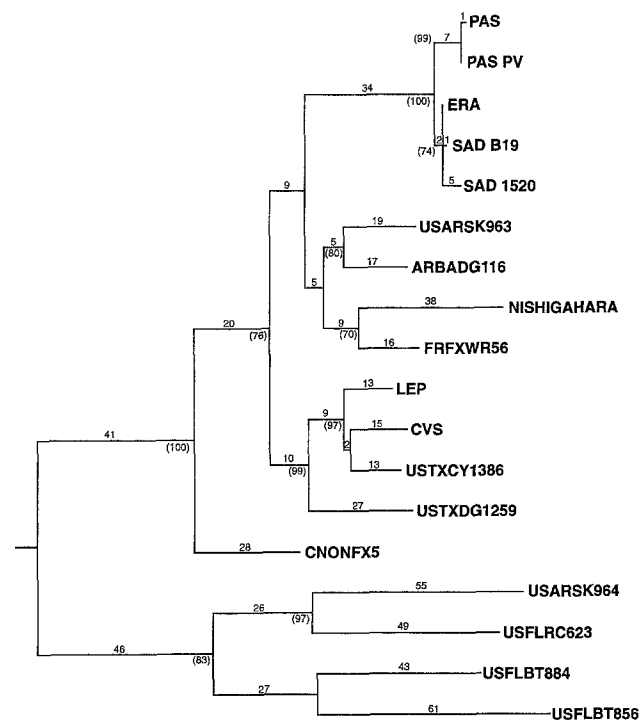 1 PAS
(99) 7
PAS PV
34
(100) ERA
2 1 SAD B19
(74)
5 SAD 1520
9
19 USARSK963
5
(80)
17 ARBADG116
5
38 NISHIGAHARA
9
(70)
16 FRFXWR56
20
(76)
13 LEP
9
(97)
15 CVS
2
13 USTXCY1386
10
(99)
27 USTXDG1259
41
(100)
28 CNONFX5
55 USARSK964
26
(97)
49 USFLRC623
46
(83)
43 USFLBT884
27
61 USFLBT856